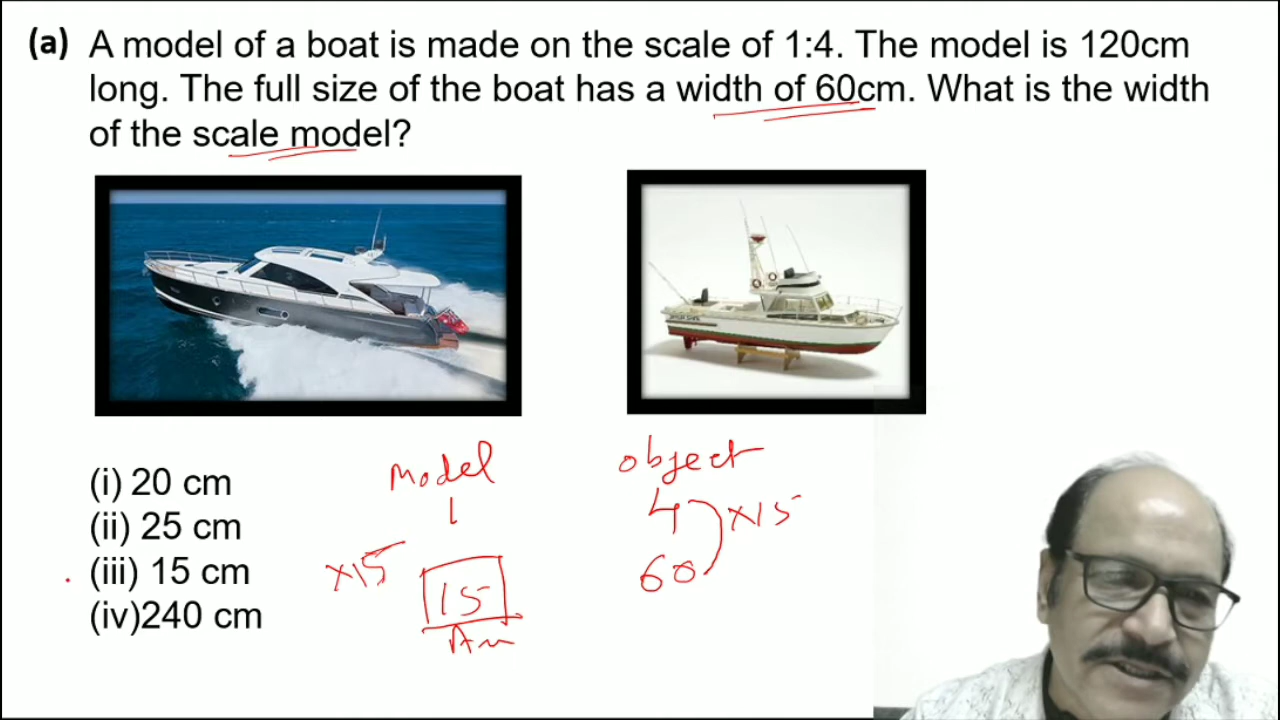 (a) A model of a boat is made on the scale of 1:4. The model is 120cm
long. The full size of the boat has a width of 60cm. What is the width
of the scale model?
(i) 20 cm
(ii) 25 cm
(iii) 15 cm
(iv)240 cm
Model object
1 4 ×15
×15 15 60
An